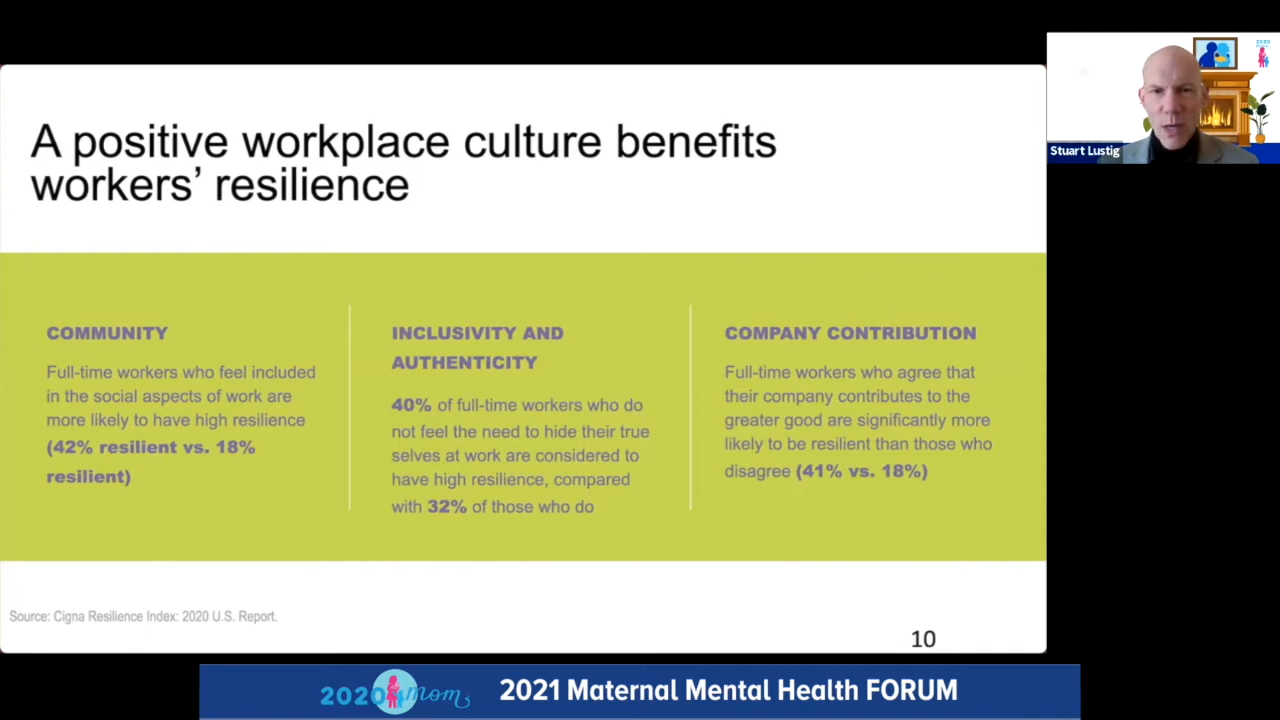 A positive workplace culture benefits
workers' resilience
COMMUNITY
Full-time workers who feel included
in the social aspects of work are
more likely to have high resilience
(42% resilient vs. 18%
resilient)
INCLUSIVITY AND
AUTHENTICITY
40% of full-time workers who do
not feel the need to hide their true
selves at work are considered to
have high resilience, compared
with 32% of those who do
COMPANY CONTRIBUTION
Full-time workers who agree that
their company contributes to the
greater good are significantly more
likely to be resilient than those who
disagree (41% vs. 18%)
Source: Cigna Resilience Index: 2020 U.S. Report.
10
Stuart Lustig
2020
2020 mom
2021 Maternal Mental Health FORUM